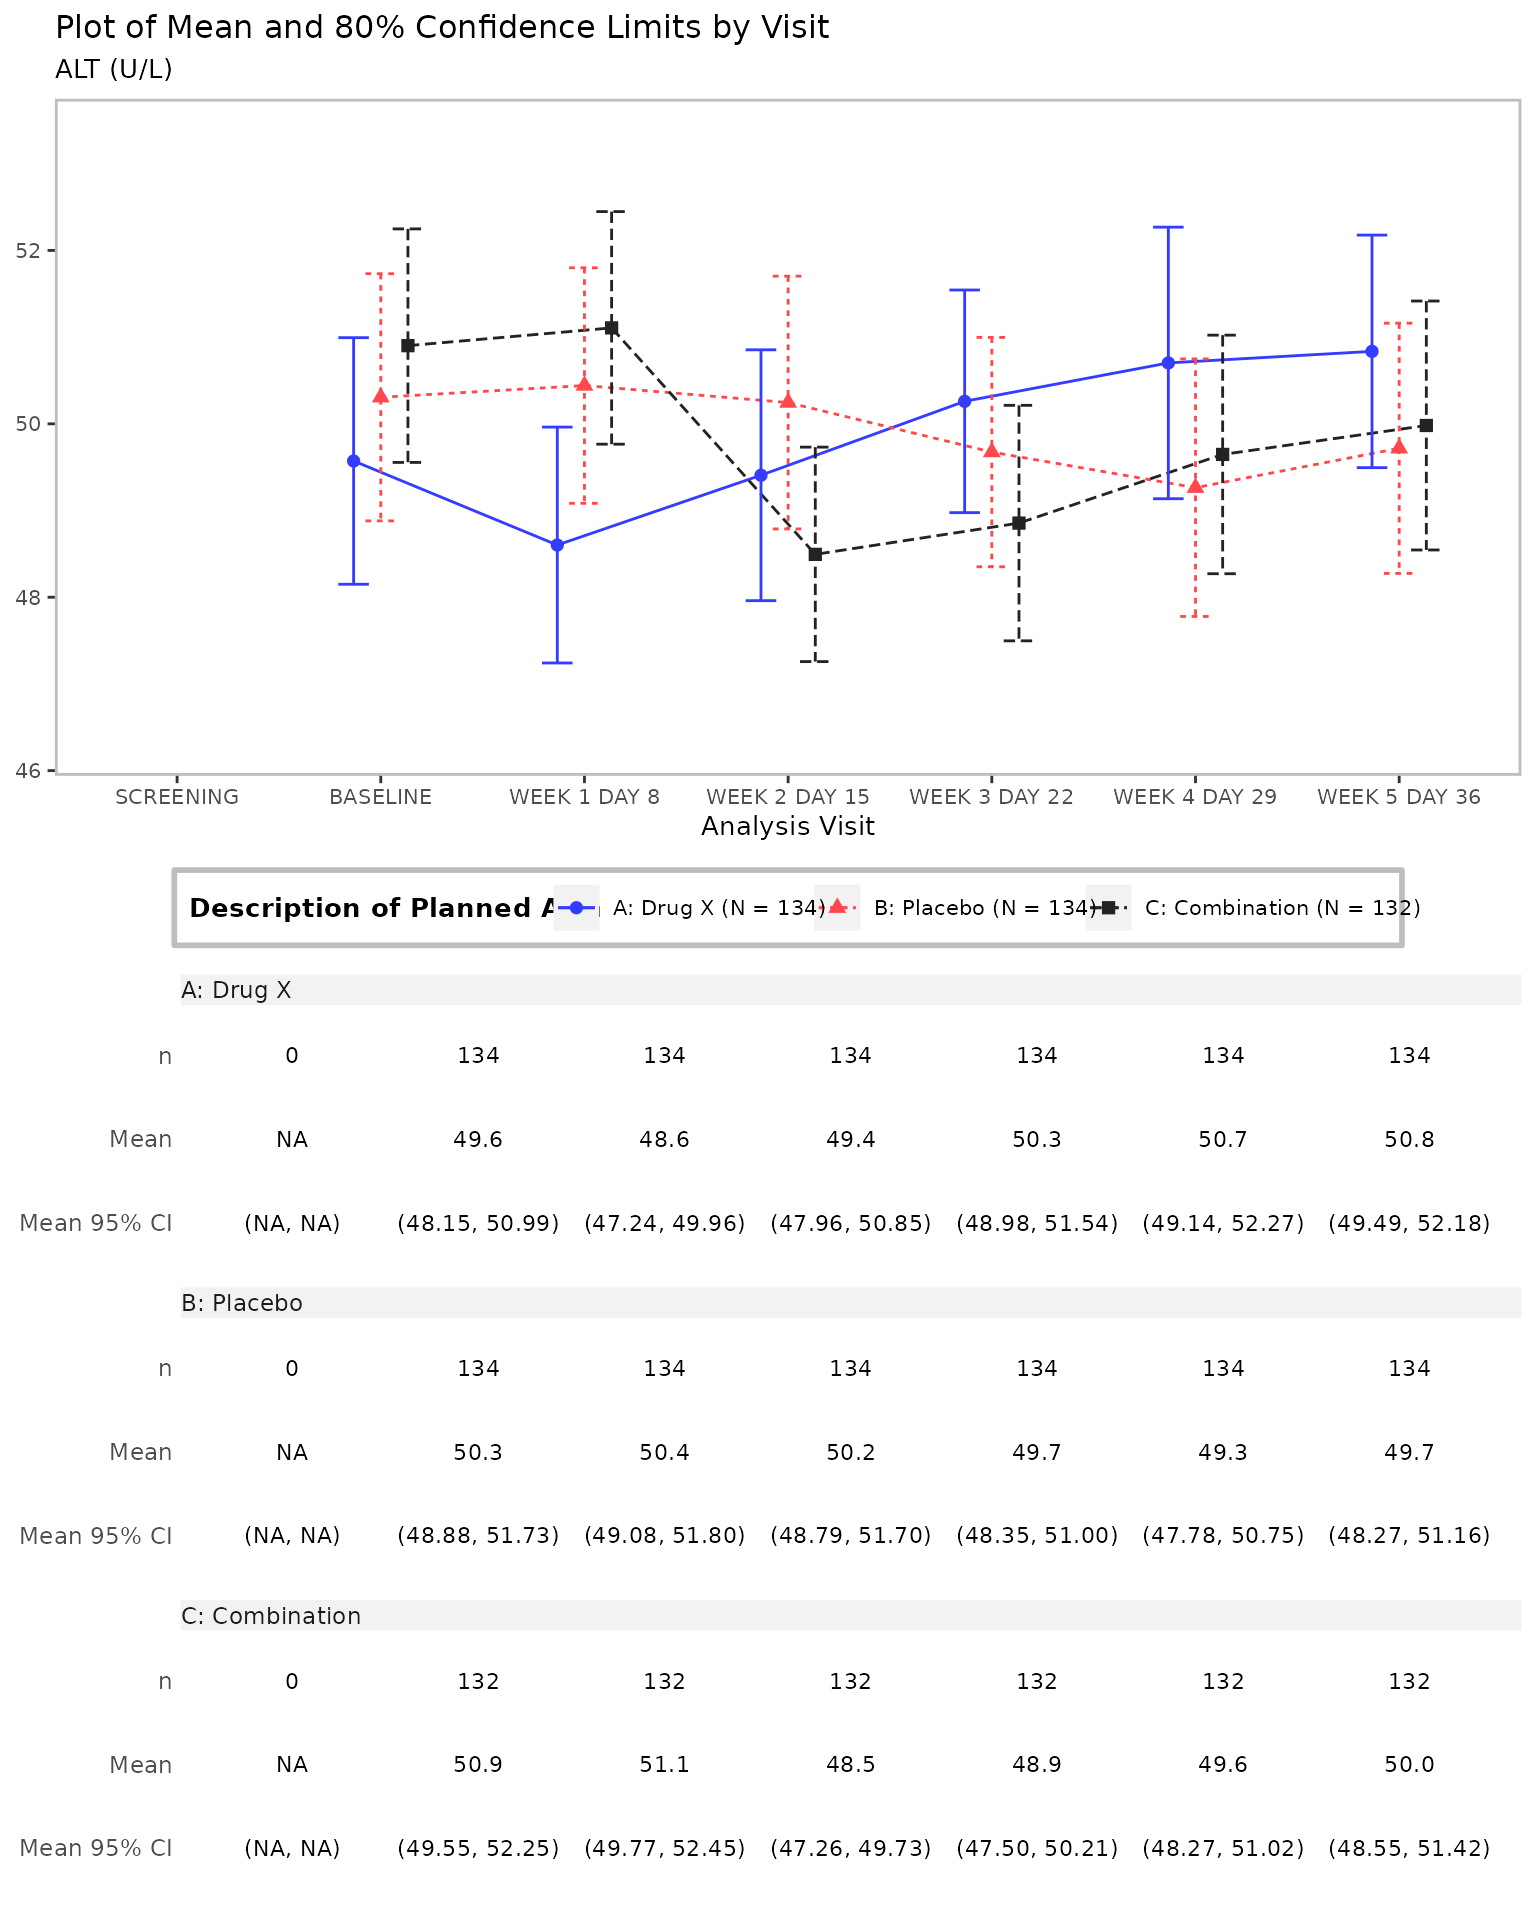 Plot of Mean and 80% Confidence Limits by Visit
ALT (U/L)
52
50
48
46
SCREENING BASELINE WEEK 1 DAY 8 WEEK 2 DAY 15 WEEK 3 DAY 22 WEEK 4 DAY 29 WEEK 5 DAY 36
Analysis Visit
Description of Planned A: Drug X (N = 134) B: Placebo (N = 134) C: Combination (N = 132)
A: Drug X
n 0 134 134 134 134 134 134
Mean NA 49.6 48.6 49.4 50.3 50.7 50.8
Mean 95% CI (NA, NA) (48.15, 50.99) (47.24, 49.96) (47.96, 50.85) (48.98, 51.54) (49.14, 52.27) (49.49, 52.18)
B: Placebo
n 0 134 134 134 134 134 134
Mean NA 50.3 50.4 50.2 49.7 49.3 49.7
Mean 95% CI (NA, NA) (48.88, 51.73) (49.08, 51.80) (48.79, 51.70) (48.35, 51.00) (47.78, 50.75) (48.27, 51.16)
C: Combination
n 0 132 132 132 132 132 132
Mean NA 50.9 51.1 48.5 48.9 49.6 50.0
Mean 95% CI (NA, NA) (49.55, 52.25) (49.77, 52.45) (47.26, 49.73) (47.50, 50.21) (48.27, 51.02) (48.55, 51.42)